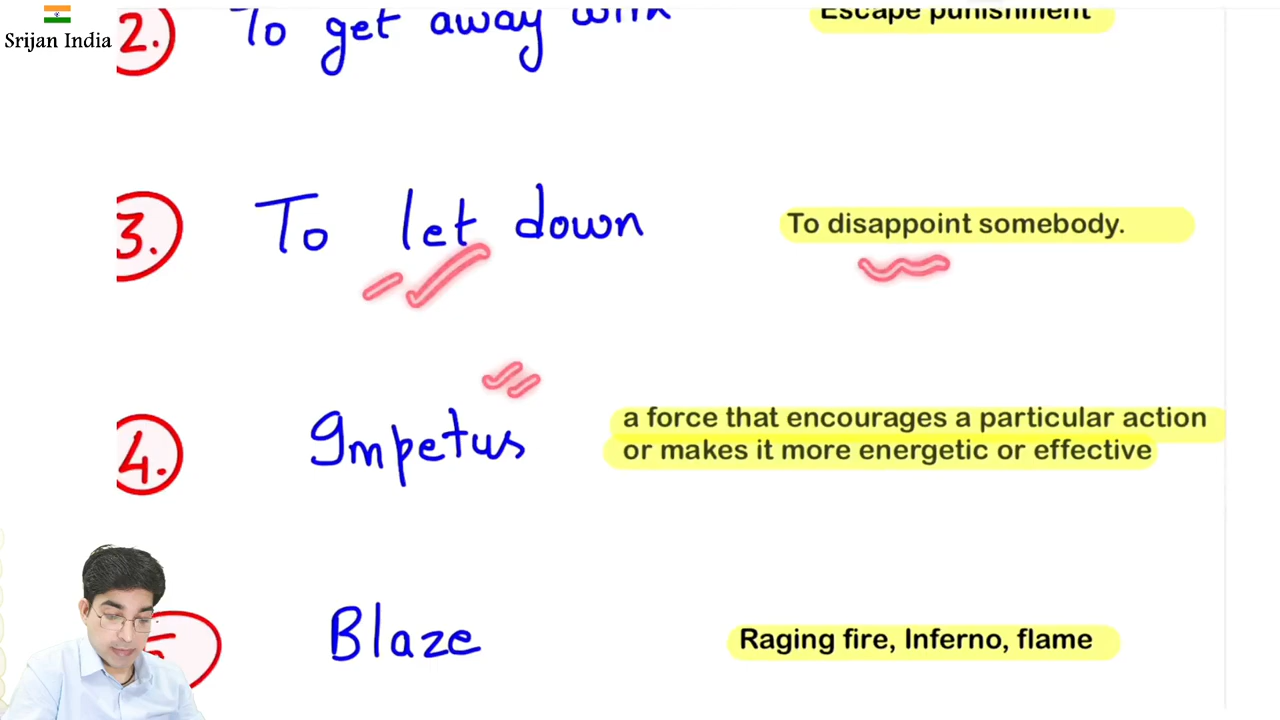 Srijan India
2. To get away with Escape punishment
3. To let down To disappoint somebody.
4. Impetus a force that encourages a particular action
or makes it more energetic or effective
5. Blaze Raging fire, Inferno, flame